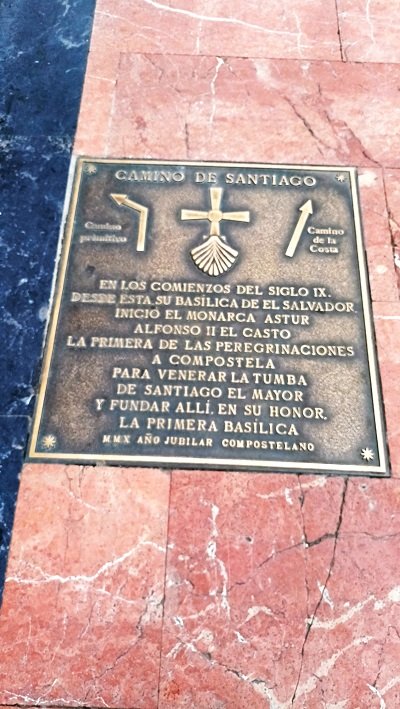 CAMINO DE SANTIAGO
Camino
primitivo
Camino
de la
Costa
EN LOS COMIENZOS DEL SIGLO IX.
DESDE ESTA SU BASÍLICA DE EL SALVADOR,
INICIÓ EL MONARCA ASTUR
ALFONSO II EL CASTO
LA PRIMERA DE LAS PEREGRINACIONES
A COMPOSTELA
PARA VENERAR LA TUMBA
DE SANTIAGO EL MAYOR
Y FUNDAR ALLÍ, EN SU HONOR,
LA PRIMERA BASÍLICA
MMX AÑO JUBILAR COMPOSTELANO